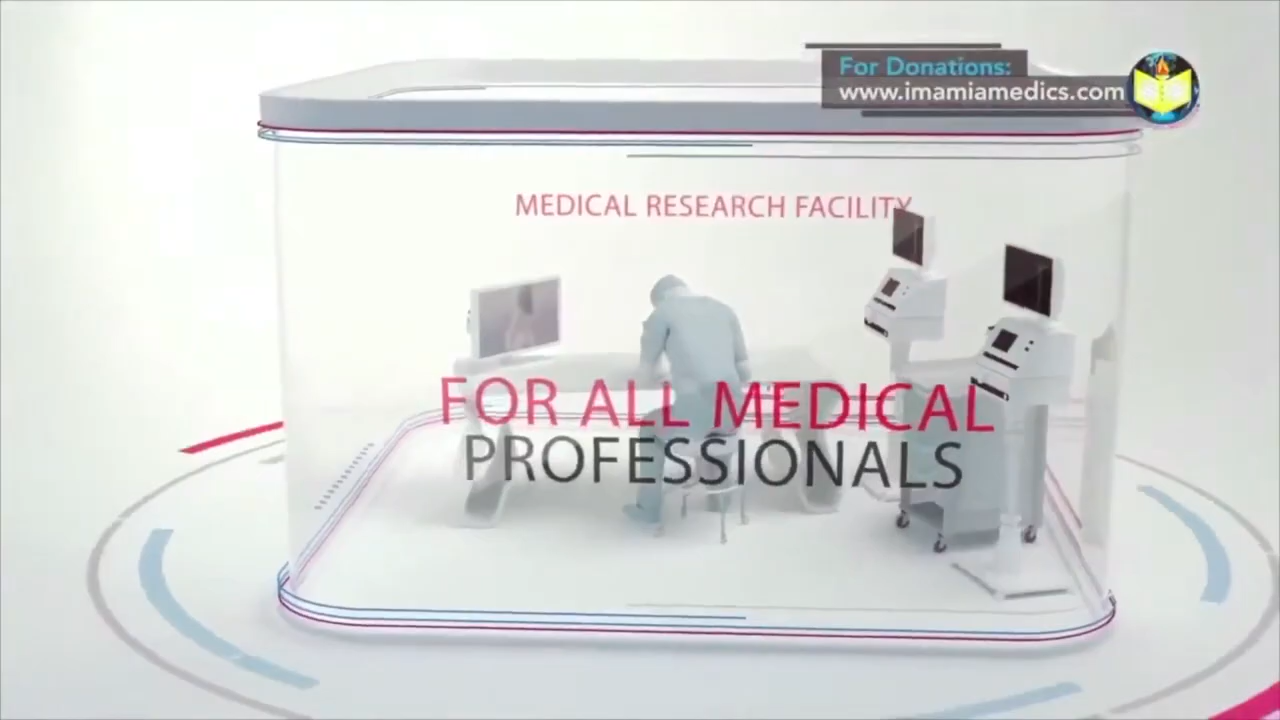 For Donations:
www.imamiamedics.com
MEDICAL RESEARCH FACILITY
FOR ALL MEDICAL
PROFESSIONALS